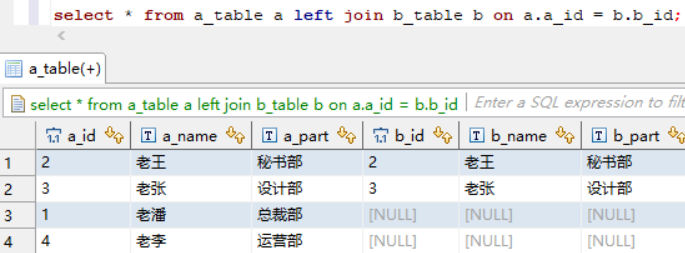 select * from a_table a left join b_table b on a.a_id = b.b_id;
a_table(+)
select * from a_table a left join b_table b on a.a_id = b.b_id Enter a SQL expression to filt
a_id a_name a_part b_id b_name b_part
1 2 老王 秘书部 2 老王 秘书部
2 3 老张 设计部 3 老张 设计部
3 1 老潘 总裁部 [NULL] [NULL] [NULL]
4 4 老李 运营部 [NULL] [NULL] [NULL]